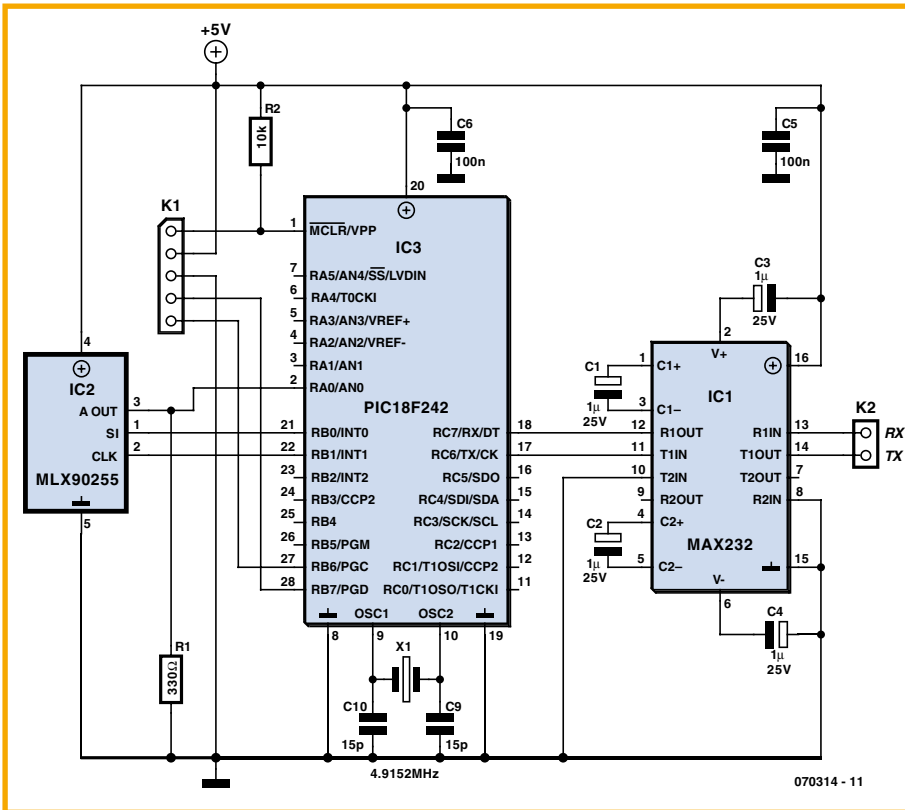 +5V
R2
10k
C6
100n
C5
100n
K1
20
1
MCLR/VPP
IC3
7
RA5/AN4/SS/LVDIN
6
RA4/T0CKI
5
RA3/AN3/VREF+
4
RA2/AN2/VREF-
3
RA1/AN1
2
RA0/AN0
PIC18F242
21
RB0/INT0
22
RB1/INT1
23
RB2/INT2
24
RB3/CCP2
25
RB4
26
RB5/PGM
27
RB6/PGC
28
RB7/PGD
RC7/RX/DT
18
RC6/TX/CK
17
RC5/SDO
16
RC4/SDI/SDA
15
RC3/SCK/SCL
14
RC2/CCP1
13
RC1/T1OSI/CCP2
12
RC0/T1OSO/T1CKI
11
OSC1
OSC2
8
9
10
19
4
IC2
A OUT
3
SI
1
CLK
2
MLX90255
5
R1
330Ω
X1
C10
15p
C9
15p
4.9152MHz
C3
1µ
25V
2
V+
1
C1+
16
C1
1µ
25V
3
C1–
IC1
12
R1OUT
R1IN
13
11
T1IN
T1OUT
14
10
T2IN
T2OUT
7
9
R2OUT
R2IN
8
4
C2+
C2
1µ
25V
MAX232
5
C2–
15
V-
6
C4
1µ
25V
K2
RX
TX
070314 - 11